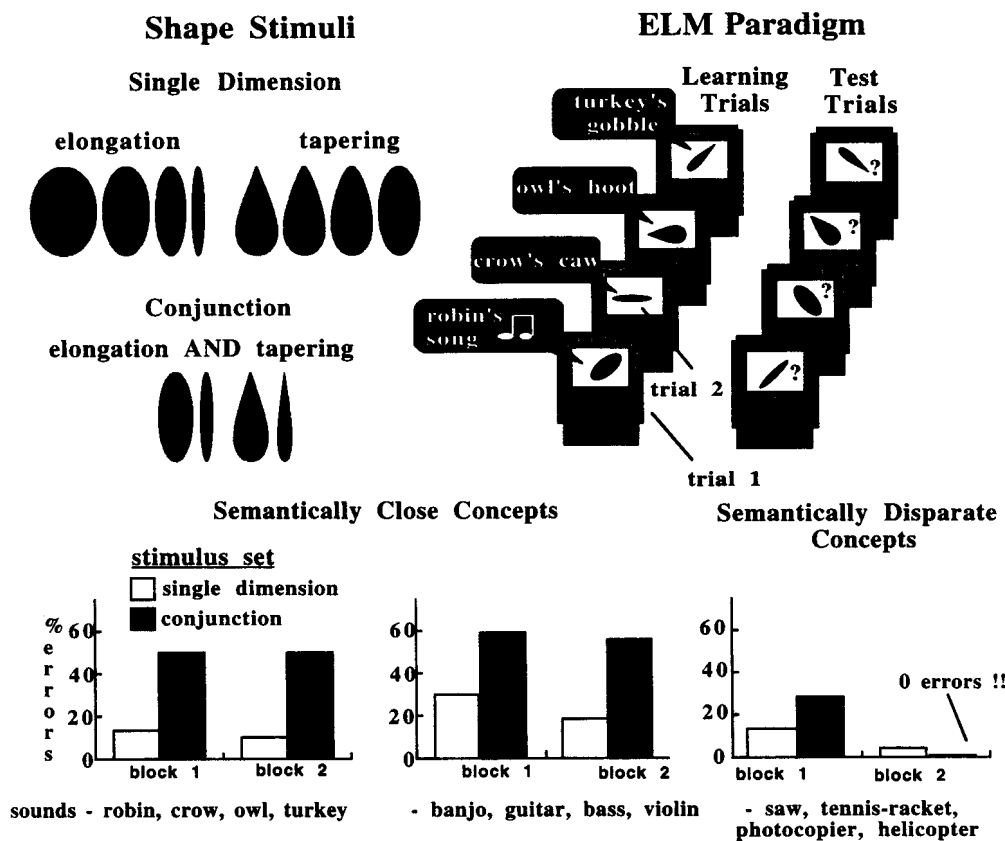 Shape Stimuli
Single Dimension
elongation tapering
Conjunction
elongation AND tapering
ELM Paradigm
Learning
Trials
Test
Trials
turkey's
gobble
owl's hoot
crow's caw
robin's
song
?
?
?
?
trial 2
trial 1
Semantically Close Concepts
Semantically Disparate
Concepts
stimulus set
single dimension
conjunction
% errors
60
40
20
0
block 1 block 2
sounds - robin, crow, owl, turkey
60
40
20
0
block 1 block 2
- banjo, guitar, bass, violin
60
40
20
0
0 errors !!
block 1 block 2
- saw, tennis-racket,
photocopier, helicopter